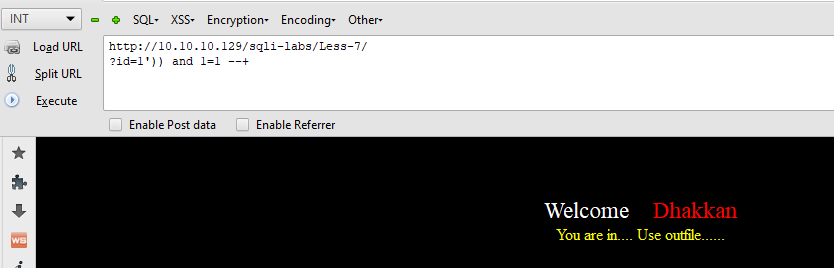 INT SQL▾ XSS▾ Encryption▾ Encoding▾ Other▾
Load URL
Split URL
Execute
http://10.10.10.129/sqli-labs/Less-7/
?id=1')) and 1=1 --+
Enable Post data Enable Referrer
WS
Welcome Dhakkan
You are in.... Use outfile......